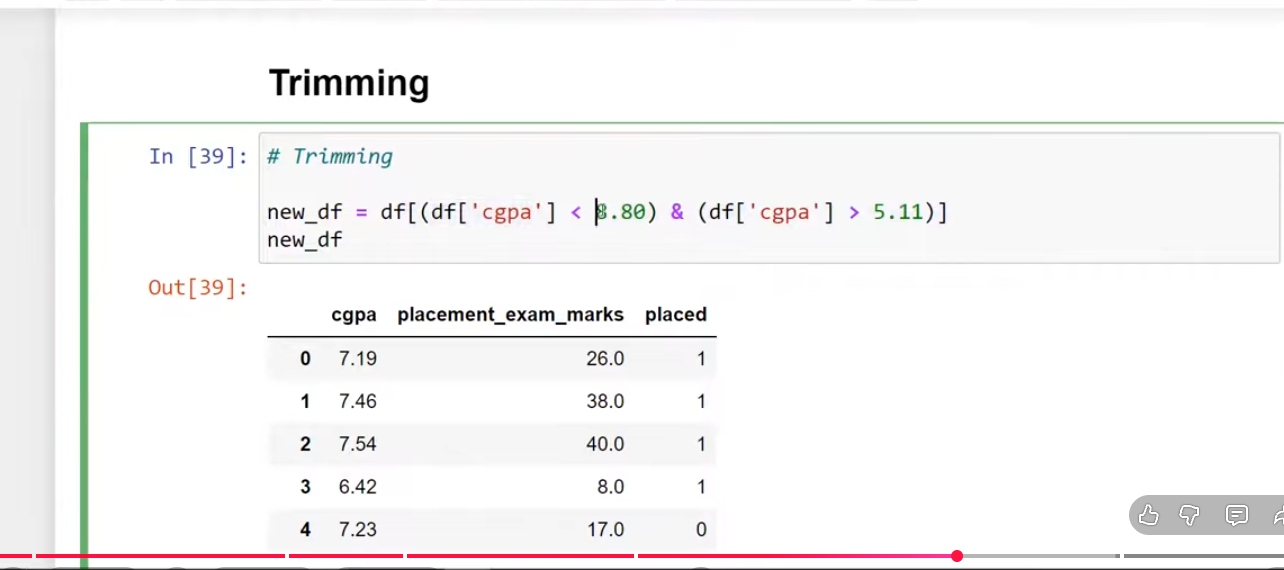 Trimming
In [39]: # Trimming
new_df = df[(df['cgpa'] < 8.80) & (df['cgpa'] > 5.11)]
new_df
Out[39]:
cgpa placement_exam_marks placed
0 7.19 26.0 1
1 7.46 38.0 1
2 7.54 40.0 1
3 6.42 8.0 1
4 7.23 17.0 0